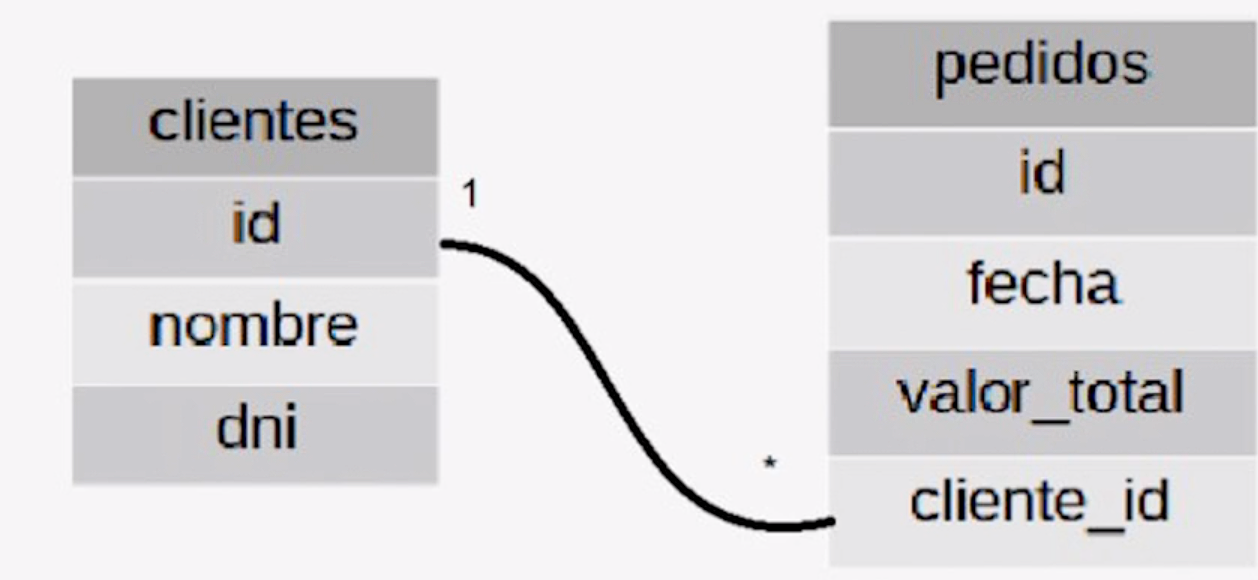 clientes
id
nombre
dni
1
*
pedidos
id
fecha
valor_total
cliente_id